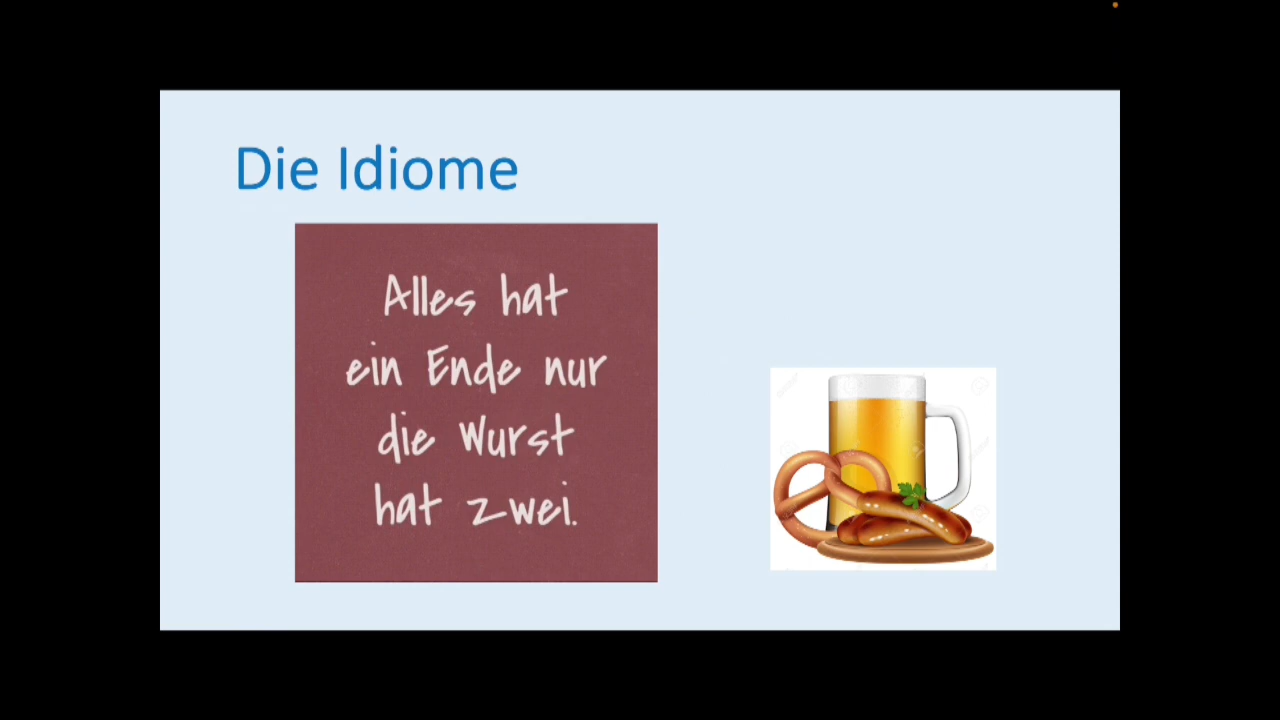 Die Idiome
Alles hat
ein Ende nur
die Wurst
hat zwei.